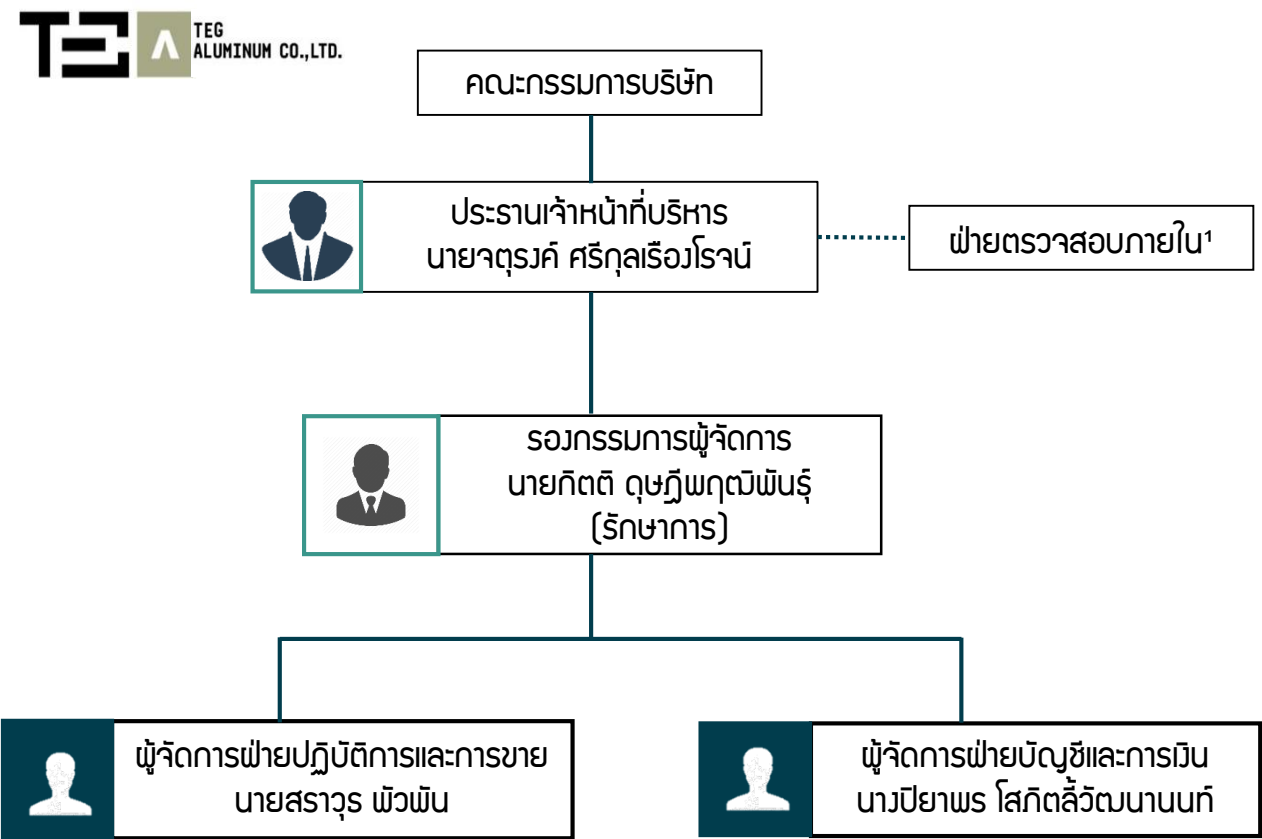 TEG
ALUMINUM CO.,LTD.
คณะกรรมการบริษัท
ประธานเจ้าหน้าที่บริหาร
นายจตุรงค์ ศรีกุลเรืองโรจน์
ฝ่ายตรวจสอบภายใน¹
รองกรรมการผู้จัดการ
นายกิตติ ดุษฎีพฤฒิพันธุ์
(รักษาการ)
ผู้จัดการฝ่ายปฏิบัติการและการขาย
นายสราวุธ พัวพัน
ผู้จัดการฝ่ายบัญชีและการเงิน
นางปิยาพร โสภิตลี้วัฒนานนท์